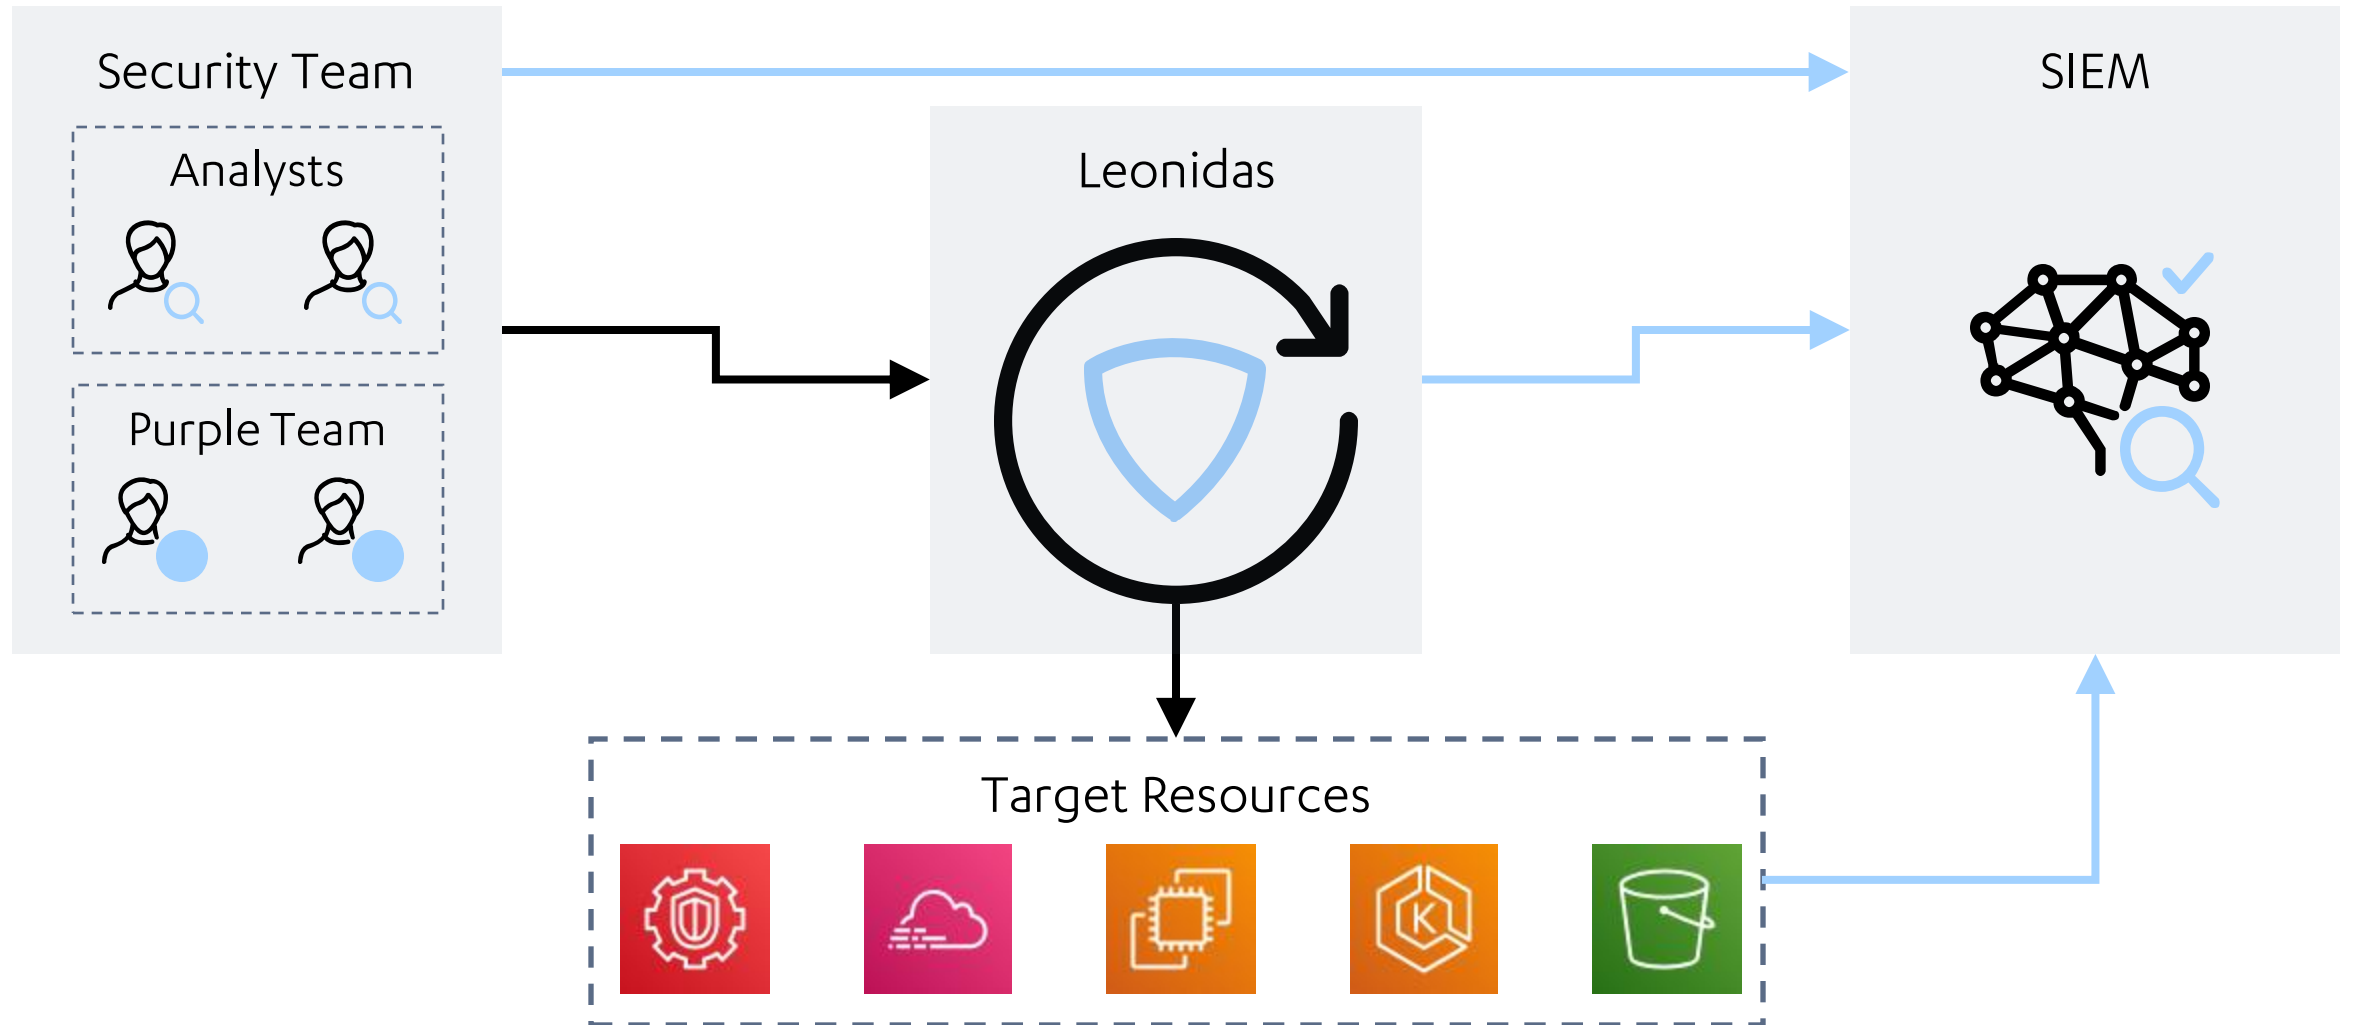 Security Team
Analysts
Purple Team
Leonidas
SIEM
Target Resources
K